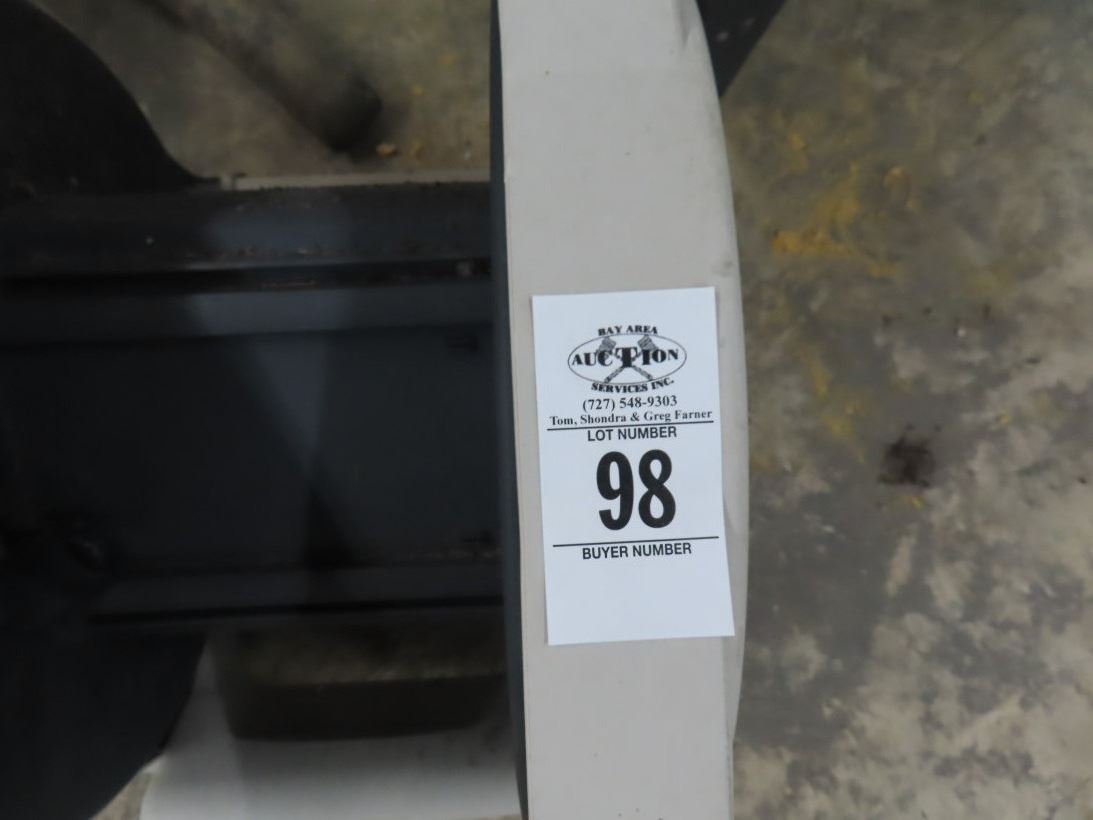 BAY AREA
AUCTION
SERVICES INC.
(727) 548-9303
Tom, Shondra & Greg Farner
LOT NUMBER
98
BUYER NUMBER